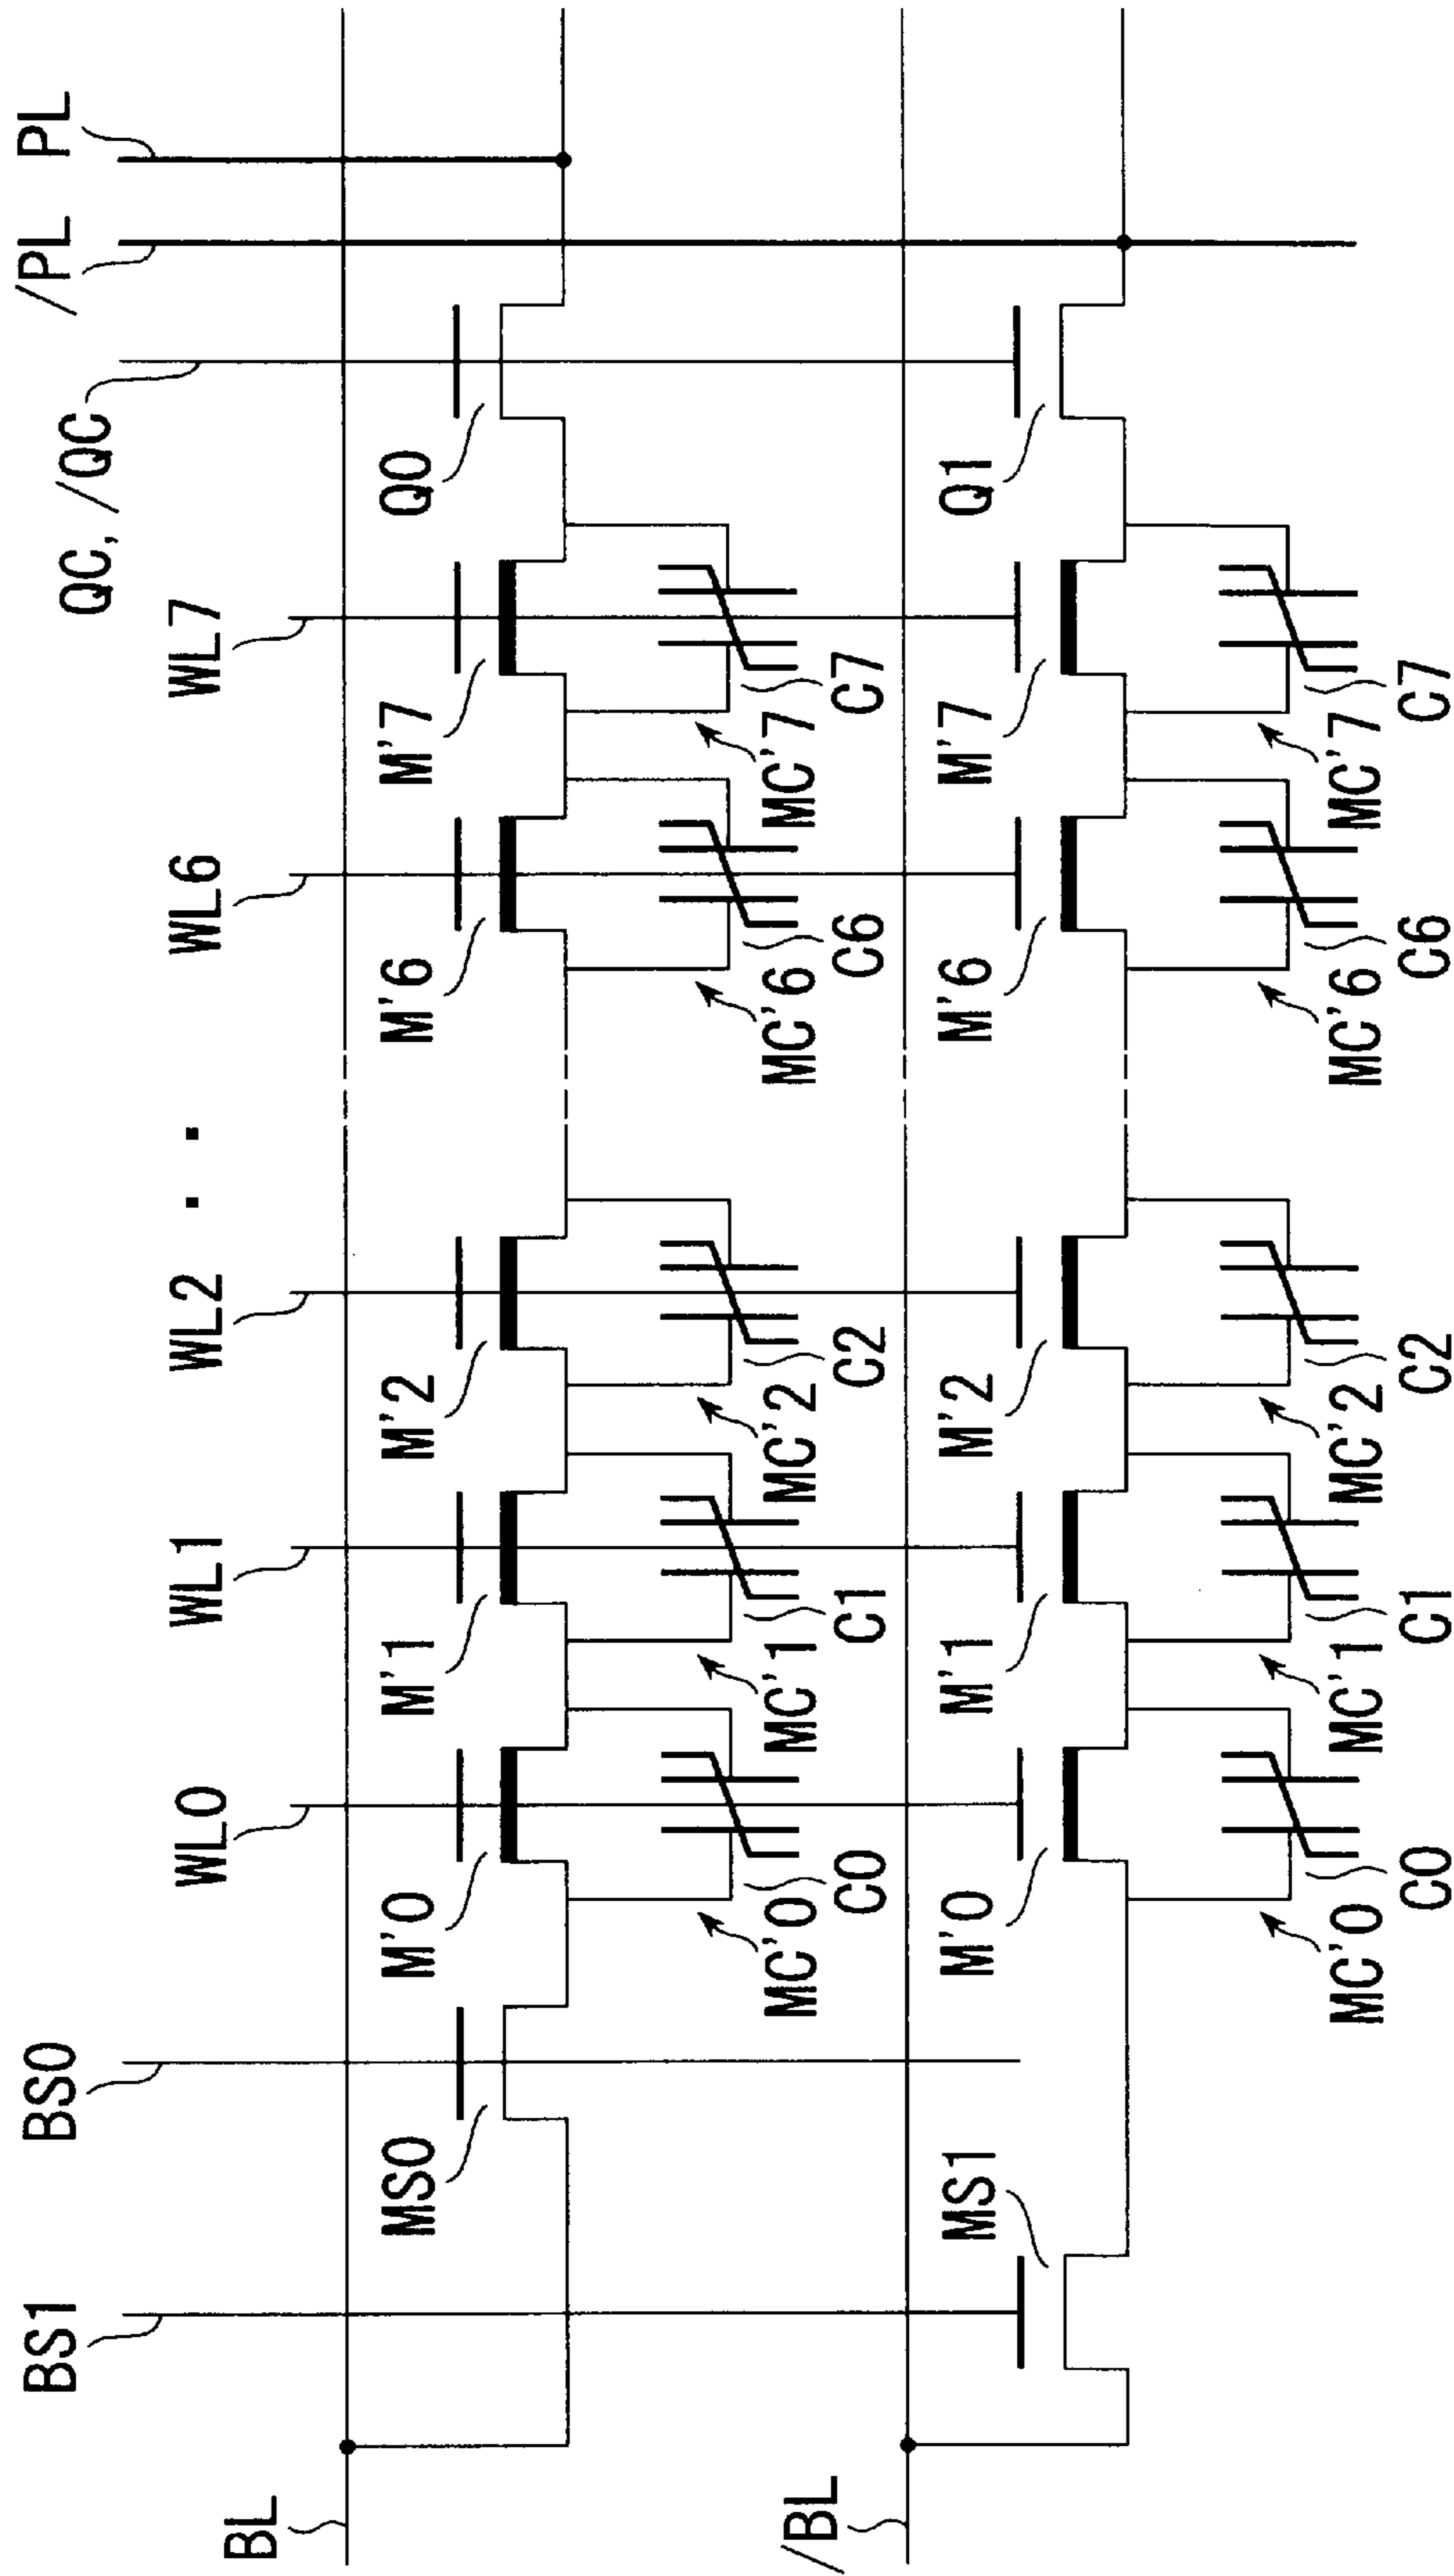 BS1
BS0
WL0
WL1
WL2
. .
WL6
WL7
QC, /QC
/PL
PL
BL
MS0
M'0
M'1
M'2
M'6
M'7
Q0
MC'0
C0
MC'1
C1
MC'2
C2
MC'6
C6
MC'7
C7
/BL
MS1
M'0
M'1
M'2
M'6
M'7
Q1
MC'0
C0
MC'1
C1
MC'2
C2
MC'6
C6
MC'7
C7